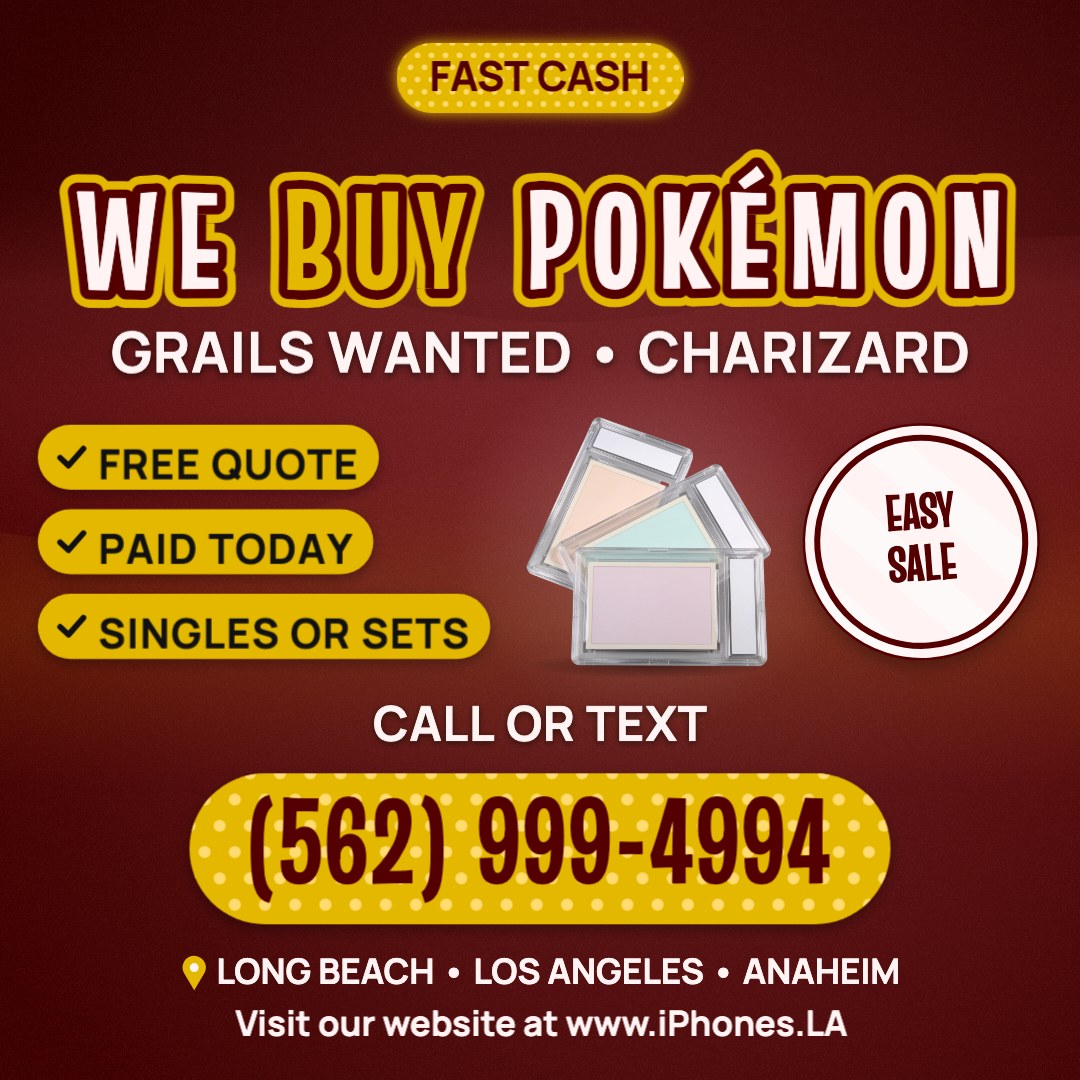 FAST CASH
WE BUY POKÉMON
GRAILS WANTED • CHARIZARD
✓ FREE QUOTE
✓ PAID TODAY
✓ SINGLES OR SETS
EASY
SALE
CALL OR TEXT
(562) 999-4994
LONG BEACH • LOS ANGELES • ANAHEIM
Visit our website at www.iPhones.LA